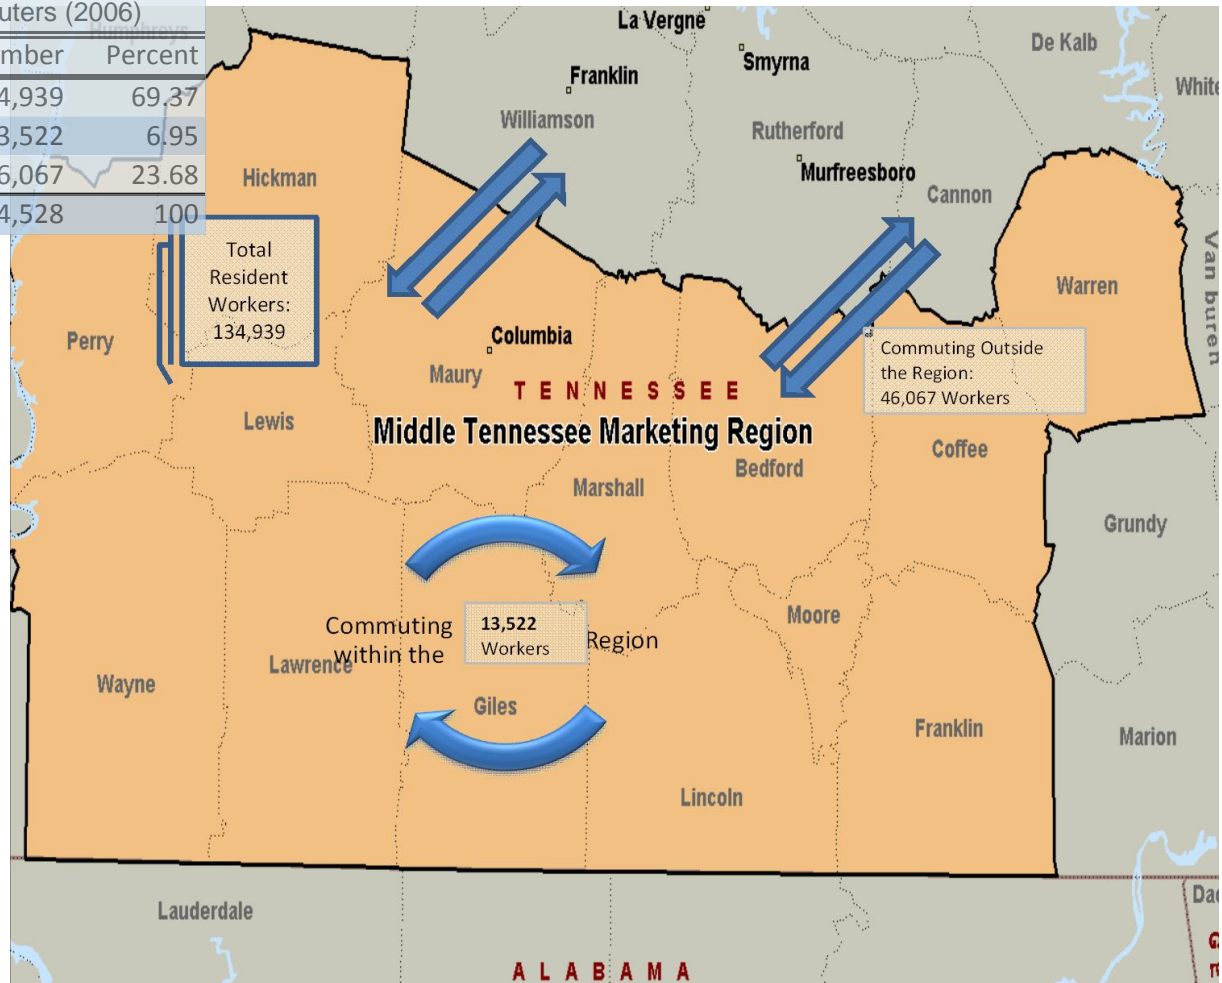 uters (2006)
Humphreys
mber Percent
4,939 69.37
3,522 6.95
6,067 23.68
4,528 100
La Vergne
Smyrna
De Kalb
Franklin
White
Williamson
Rutherford
Murfreesboro
Hickman
Cannon
Van buren
Total
Resident
Workers:
134,939
Warren
Perry
Columbia
Maury
Commuting Outside
the Region:
46,067 Workers
TENNESSEE
Lewis
Middle Tennessee Marketing Region
Coffee
Bedford
Marshall
Grundy
Moore
Commuting
within the
13,522
Workers
Region
Lawrence
Wayne
Giles
Franklin
Marion
Lincoln
Lauderdale
ALABAMA